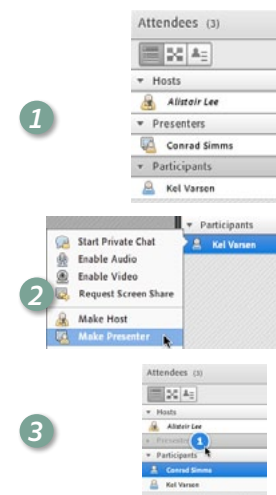 Attendees (3)
Hosts
Alistair Lee
1
Presenters
Conrad Simms
Participants
Kel Varsen
Participants
Start Private Chat
Kel Varsen
Enable Audio
Enable Video
2
Request Screen Share
Make Host
Make Presenter
Attendees (3)
Hosts
Alistair Lee
3
Presenters
1
Participants
Conrad Simms
Kel Varsen